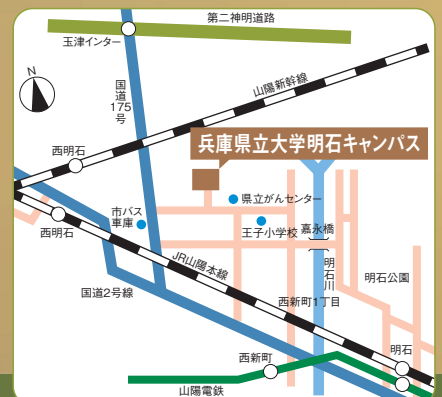 第二神明道路
玉津インター
N
国道175号
山陽新幹線
兵庫県立大学明石キャンパス
西明石
県立がんセンター
市バス
車庫
王子小学校
嘉永橋
西明石
JR山陽本線
明石川
明石公園
国道2号線
西新町1丁目
西新町
明石
山陽電鉄